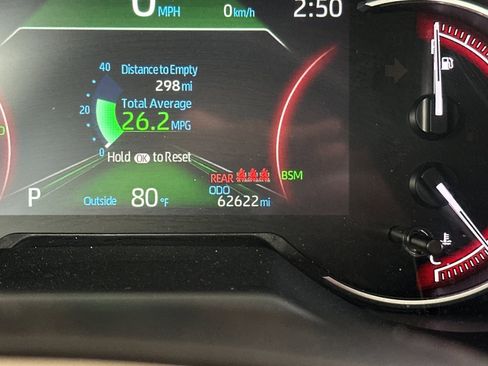 0 MPH
0 km/h
2:50
40
Distance to Empty
298 mi
20
Total Average
26.2 MPG
0
Hold OK to Reset
REAR
BSM
P
Outside 80 °F
ODO
62622 mi
C